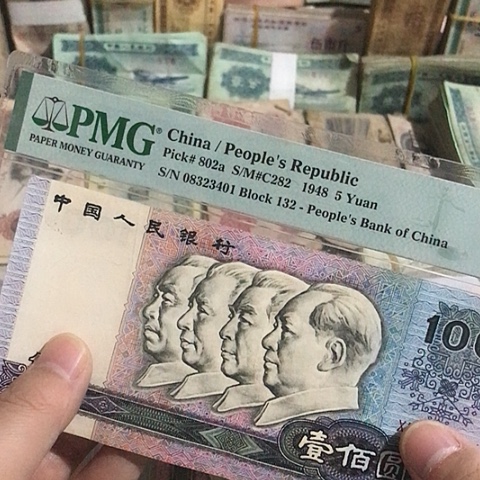 PMG®
PAPER MONEY GUARANTY
China / People's Republic
Pick# 802a S/M#C282 1948 5 Yuan
S/N 08323401 Block 132 - People's Bank of China
中国人民银行
100
壹佰圆